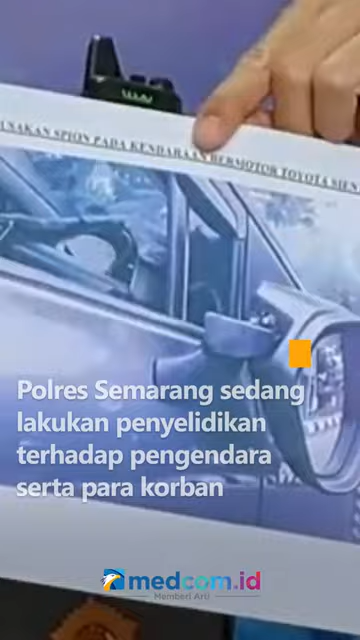 USAKAN SPION PADA KENDARAAN BERMOTOR TOYOTA
Polres Semarang sedang
lakukan penyelidikan
terhadap pengendara
serta para korban
medcom.id
Memberi Arti